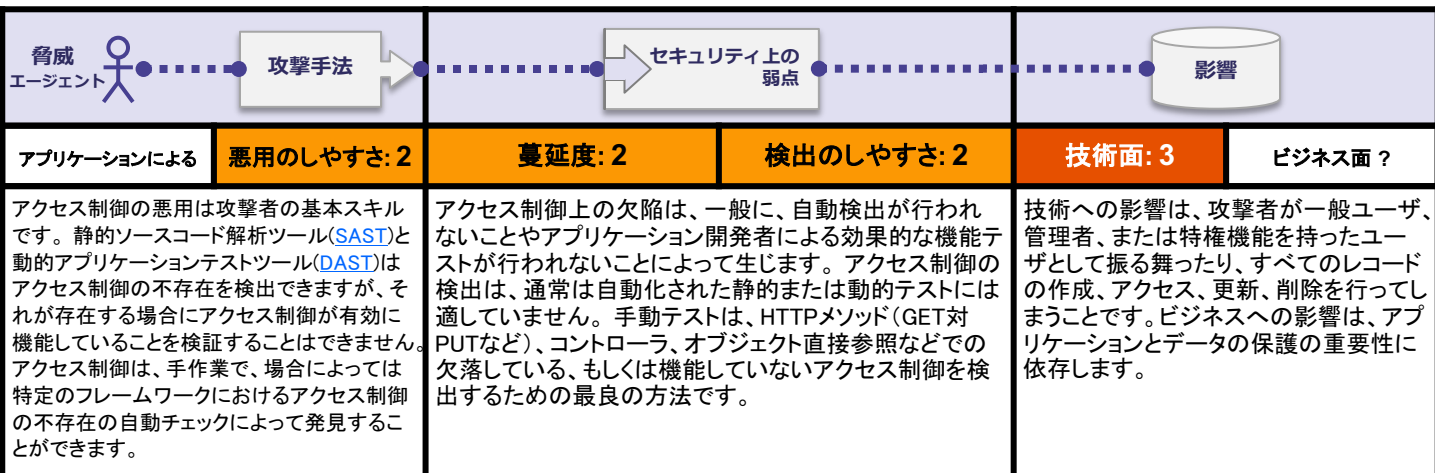 脅威
エージェント
攻撃手法
セキュリティ上の
弱点
影響
アプリケーションによる
悪用のしやすさ: 2
蔓延度: 2
検出のしやすさ: 2
技術面: 3
ビジネス面 ?
アクセス制御の悪用は攻撃者の基本スキル
です。 静的ソースコード解析ツール(SAST)と
動的アプリケーションテストツール(DAST)は
アクセス制御の不存在を検出できますが、そ
れが存在する場合にアクセス制御が有効に
機能していることを検証することはできません。
アクセス制御は、手作業で、場合によっては
特定のフレームワークにおけるアクセス制御
の不存在の自動チェックによって発見するこ
とができます。
アクセス制御上の欠陥は、一般に、自動検出が行われ
ないことやアプリケーション開発者による効果的な機能テ
ストが行われないことによって生じます。 アクセス制御の
検出は、通常は自動化された静的または動的テストには
適していません。 手動テストは、HTTPメソッド（GET対
PUTなど）、コントローラ、オブジェクト直接参照などでの
欠落している、もしくは機能していないアクセス制御を検
出するための最良の方法です。
技術への影響は、攻撃者が一般ユーザ、
管理者、または特権機能を持ったユー
ザとして振る舞ったり、すべてのレコード
の作成、アクセス、更新、削除を行ってし
まうことです。ビジネスへの影響は、アプ
リケーションとデータの保護の重要性に
依存します。